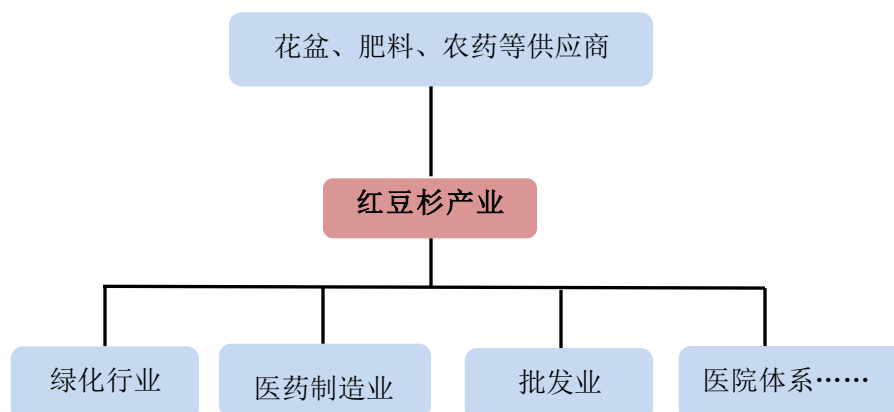 花盆、肥料、农药等供应商
红豆杉产业
绿化行业
医药制造业
批发业
医院体系……